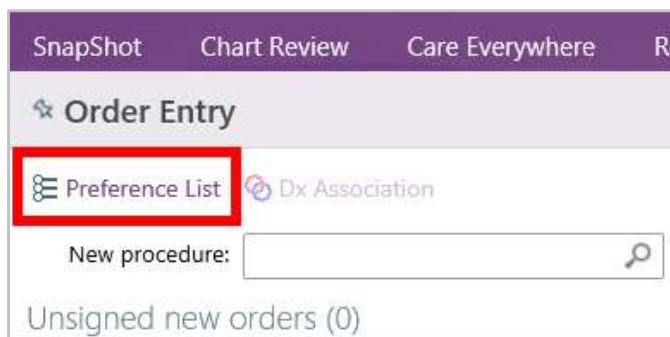 SnapShot Chart Review Care Everywhere R
Order Entry
Preference List Dx Association
New procedure:
Unsigned new orders (0)